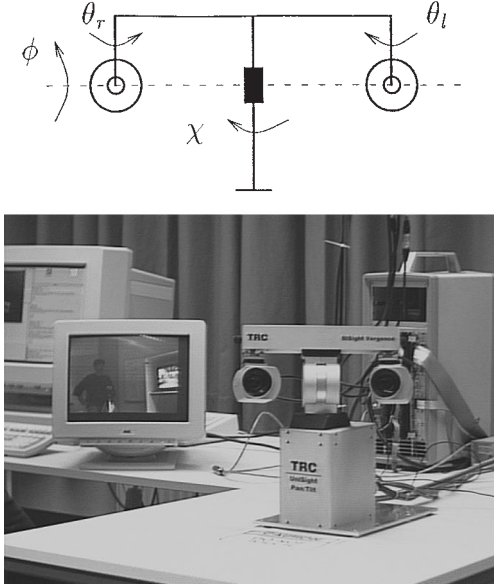 θr θl
ϕ
χ
TRC BiSight Vergence
TRC
UniSight
Pan/Tilt